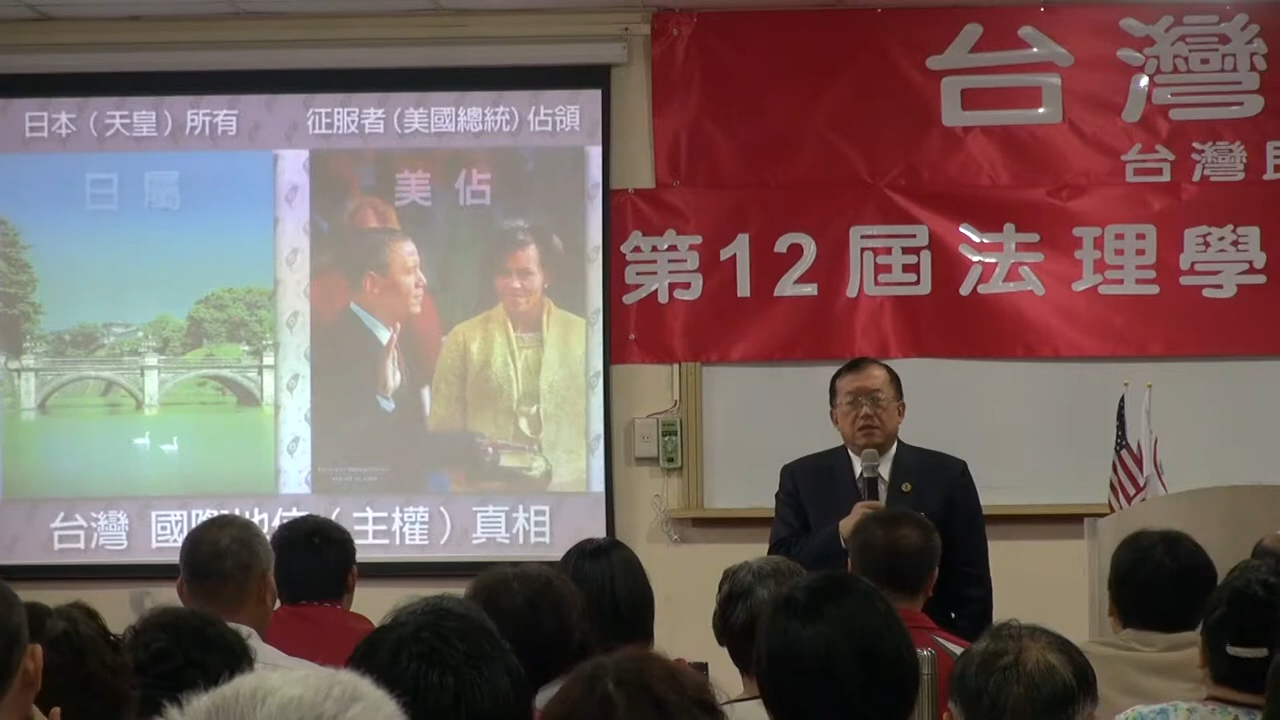 日本（天皇）所有
征服者（美國總統）佔領
日屬
美佔
台灣 國際地位（主權）真相
台灣
台灣民
第12屆法理學